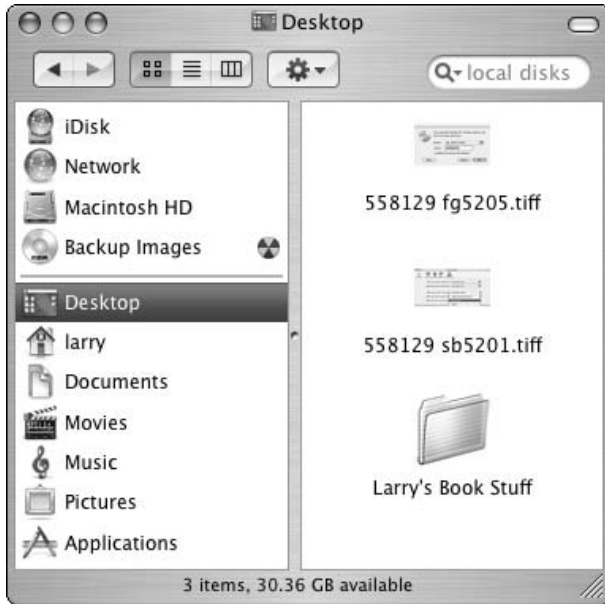 Desktop
local disks
iDisk
Network
Macintosh HD
Backup Images
Desktop
larry
Documents
Movies
Music
Pictures
Applications
558129 fg5205.tiff
558129 sb5201.tiff
Larry's Book Stuff
3 items, 30.36 GB available